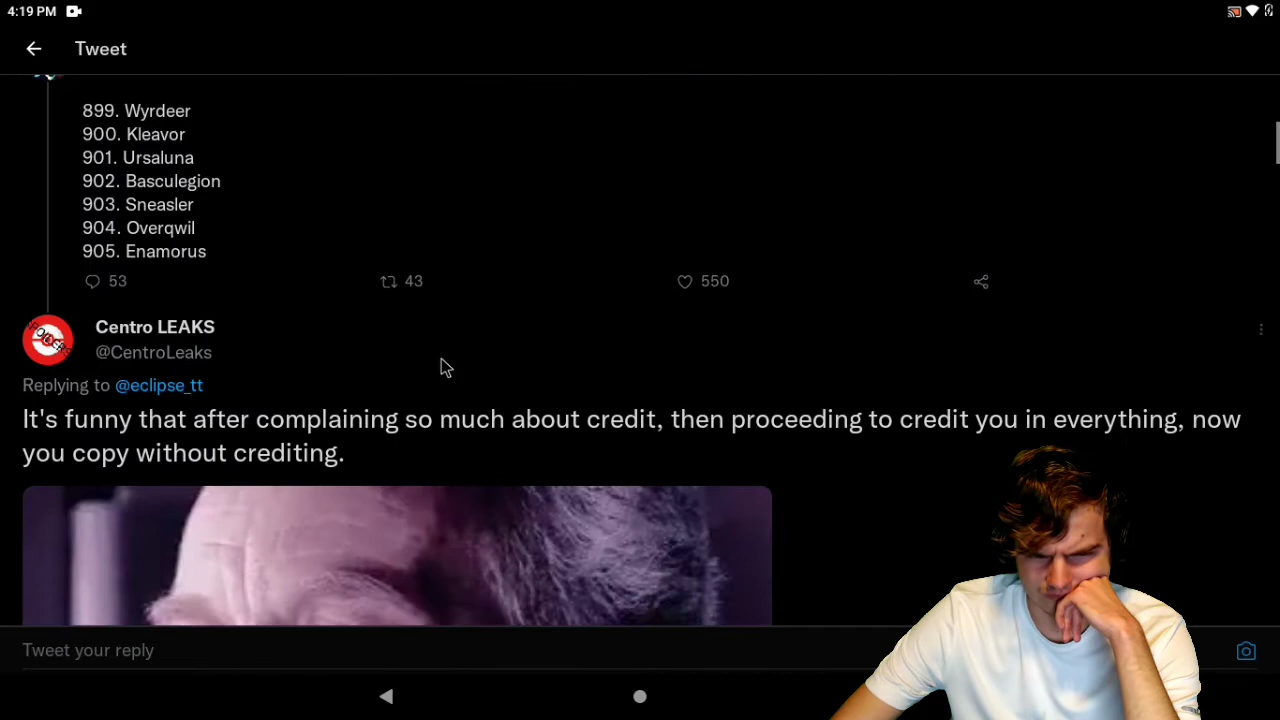 4:19 PM
Tweet
899. Wyrdeer
900. Kleavor
901. Ursaluna
902. Basculegion
903. Sneasler
904. Overqwil
905. Enamorus
53
43
550
Centro LEAKS
@CentroLeaks
Replying to @eclipse_tt
It's funny that after complaining so much about credit, then proceeding to credit you in everything, now
you copy without crediting.
Tweet your reply